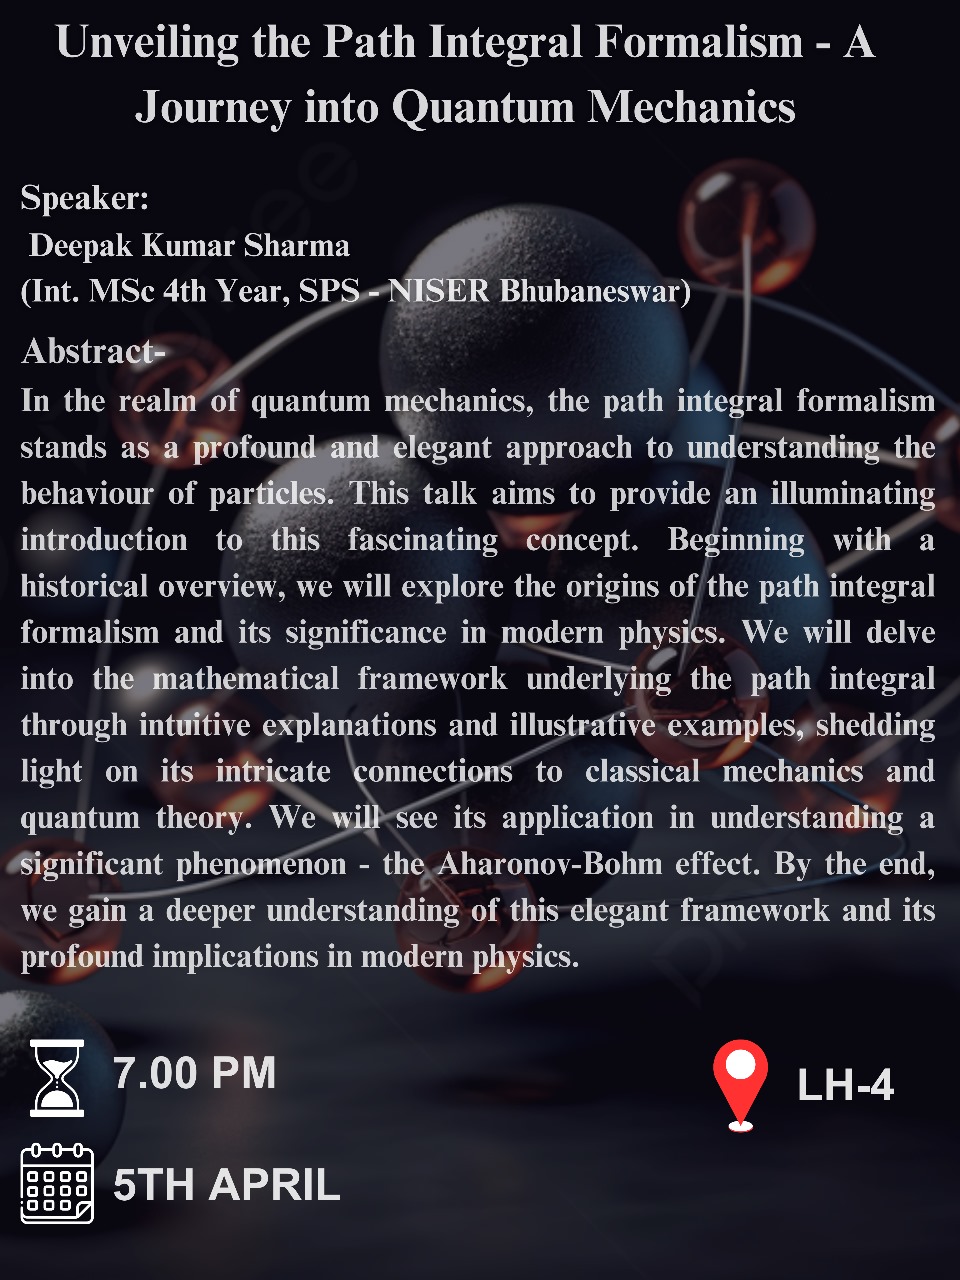 Unveiling the Path Integral Formalism - A
Journey into Quantum Mechanics
Speaker:
Deepak Kumar Sharma
(Int. MSc 4th Year, SPS - NISER Bhubaneswar)
Abstract-
In the realm of quantum mechanics, the path integral formalism
stands as a profound and elegant approach to understanding the
behaviour of particles. This talk aims to provide an illuminating
introduction to this fascinating concept. Beginning with a
historical overview, we will explore the origins of the path integral
formalism and its significance in modern physics. We will delve
into the mathematical framework underlying the path integral
through intuitive explanations and illustrative examples, shedding
light on its intricate connections to classical mechanics and
quantum theory. We will see its application in understanding a
significant phenomenon - the Aharonov-Bohm effect. By the end,
we gain a deeper understanding of this elegant framework and its
profound implications in modern physics.
7.00 PM
LH-4
5TH APRIL